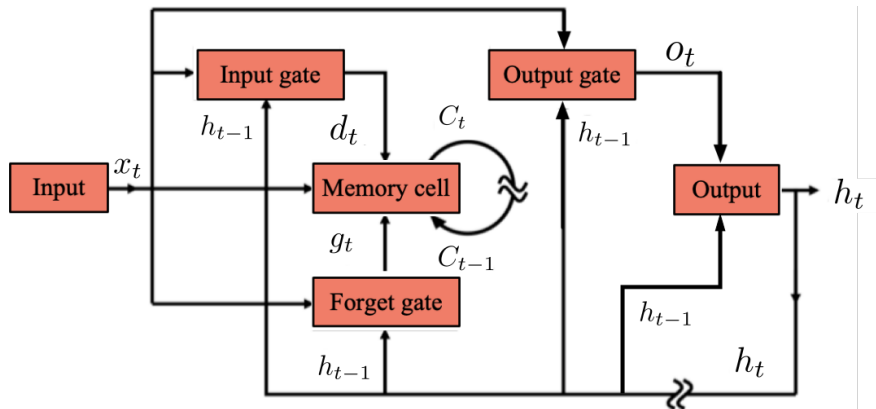 Input gate
Output gate
o_t
h_{t-1}
d_t
C_t
h_{t-1}
x_t
Input
Memory cell
Output
h_t
g_t
C_{t-1}
Forget gate
h_{t-1}
h_{t-1}
h_t